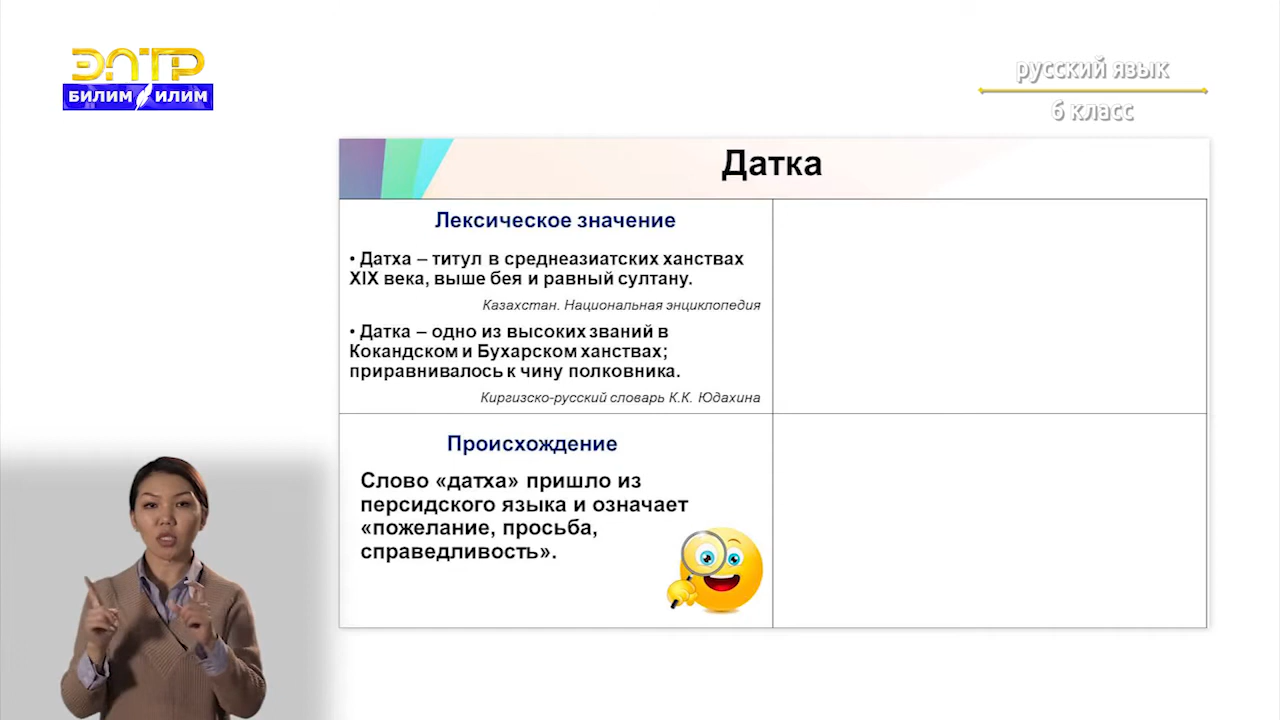 ЭЛТР
БИЛИМ ИЛИМ
русский язык
6 класс
Датка
Лексическое значение
• Датха – титул в среднеазиатских ханствах
XIX века, выше бея и равный султану.
Казахстан. Национальная энциклопедия
• Датка – одно из высоких званий в
Кокандском и Бухарском ханствах;
приравнивалось к чину полковника.
Киргизско-русский словарь К.К. Юдахина
Происхождение
Слово «датха» пришло из
персидского языка и означает
«пожелание, просьба,
справедливость».